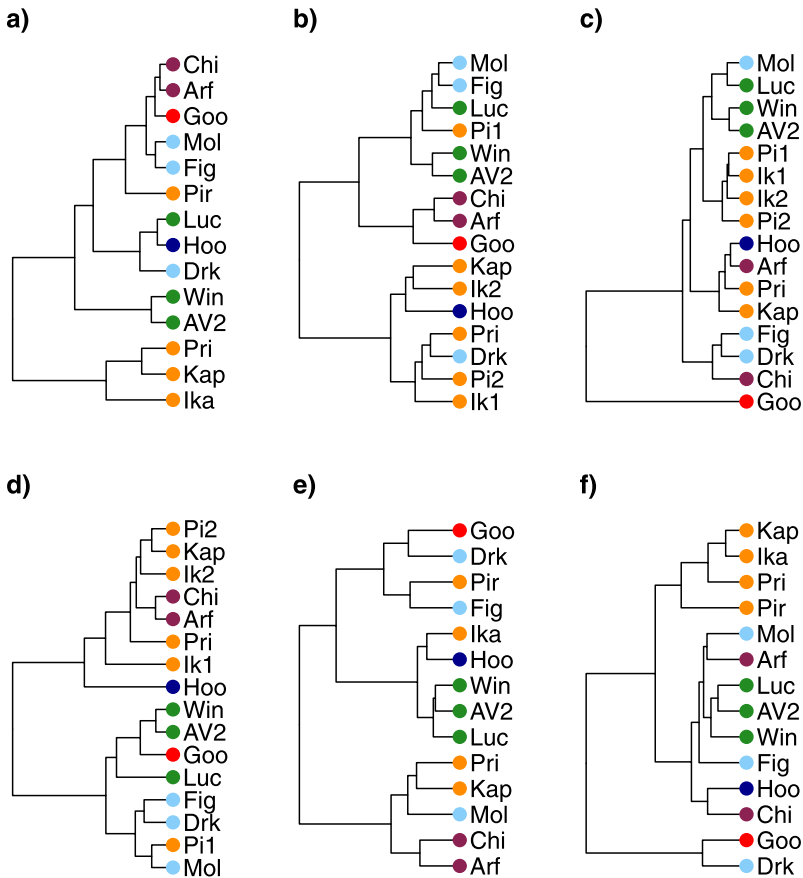 a)
Chi
Arf
Goo
Mol
Fig
Pir
Luc
Hoo
Drk
Win
AV2
Pri
Kap
Ika
b)
Mol
Fig
Luc
Pi1
Win
AV2
Chi
Arf
Goo
Kap
Ik2
Hoo
Pri
Drk
Pi2
Ik1
c)
Mol
Luc
Win
AV2
Pi1
Ik1
Ik2
Pi2
Hoo
Arf
Pri
Kap
Fig
Drk
Chi
Goo
d)
Pi2
Kap
Ik2
Chi
Arf
Pri
Ik1
Hoo
Win
AV2
Goo
Luc
Fig
Drk
Pi1
Mol
e)
Goo
Drk
Pir
Fig
Ika
Hoo
Win
AV2
Luc
Pri
Kap
Mol
Chi
Arf
f)
Kap
Ika
Pri
Pir
Mol
Arf
Luc
AV2
Win
Fig
Hoo
Chi
Goo
Drk